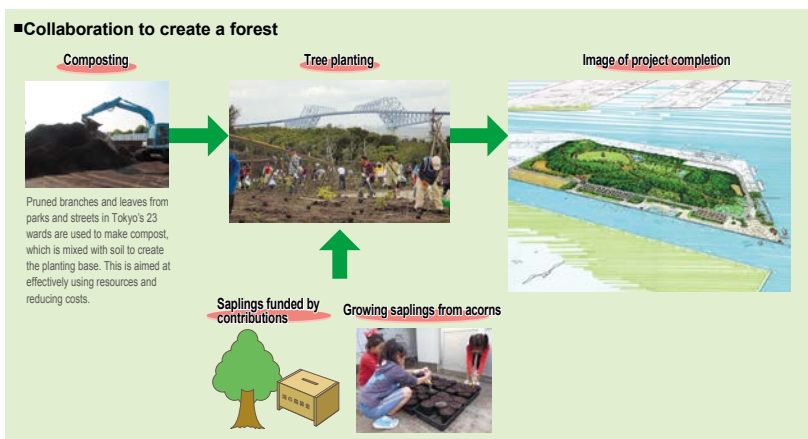 ■Collaboration to create a forest
Composting
Tree planting
Image of project completion
Pruned branches and leaves from
parks and streets in Tokyo's 23
wards are used to make compost,
which is mixed with soil to create
the planting base. This is aimed at
effectively using resources and
reducing costs.
Saplings funded by
contributions
Growing saplings from acorns